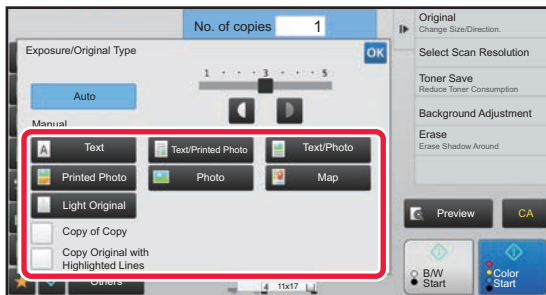 No. of copies 1
Exposure/Original Type
OK
1 · · · 3 · · · 5
Auto
Manual
Text
Text/Printed Photo
Text/Photo
Printed Photo
Photo
Map
Light Original
Copy of Copy
Copy Original with
Highlighted Lines
Others
4 11x17
Original
Change Size/Direction.
Select Scan Resolution
Toner Save
Reduce Toner Consumption
Background Adjustment
Erase
Erase Shadow Around
Preview
CA
B/W
Start
Color
Start